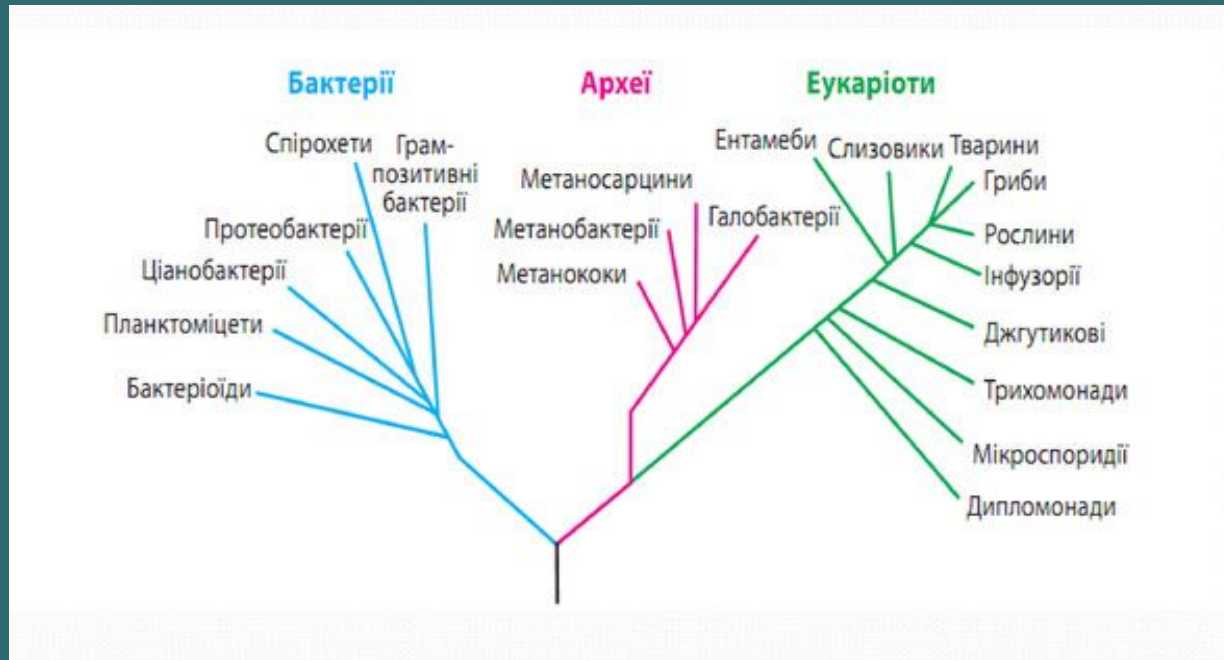 Бактерії
Археї
Еукаріоти
Спірохети
Грам-
позитивні
бактерії
Протеобактерії
Ціанобактерії
Планктоміцети
Бактеріоїди
Метаносарцини
Метанобактерії
Метанококи
Галобактерії
Ентамеби
Слизовики
Тварини
Гриби
Рослини
Інфузорії
Джгутикові
Трихомонади
Мікроспоридії
Дипломонади